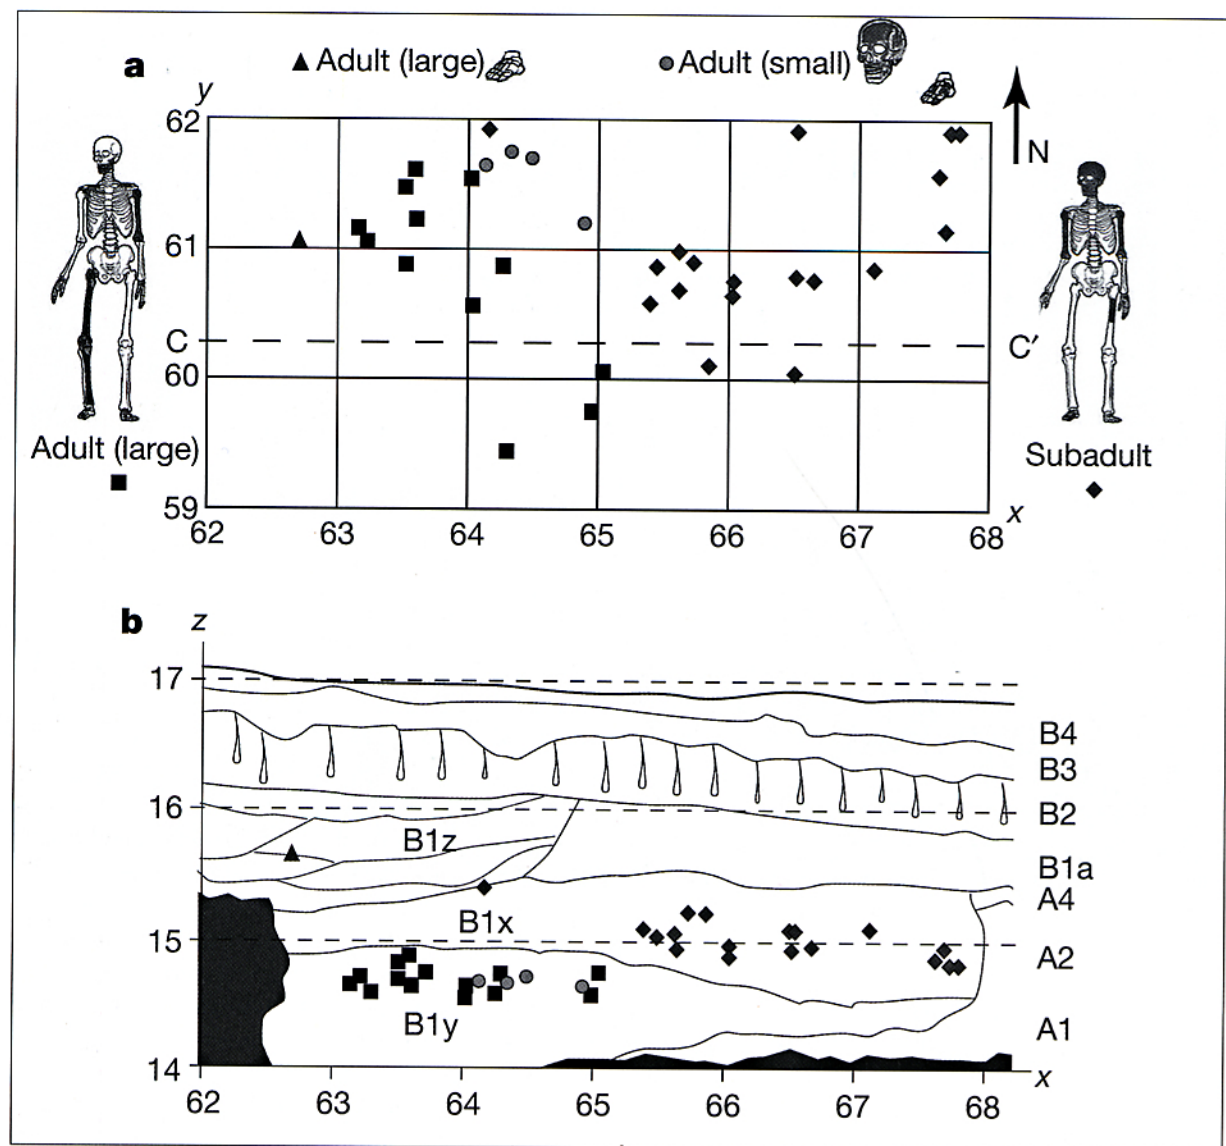 a
Adult (large)
Adult (small)
y
N
62
61
C
C′
60
59
Adult (large)
Subadult
62 63 64 65 66 67 68
x
b
z
17
B4
B3
16
B2
B1z
B1a
A4
B1x
15
A2
B1y
A1
14
62 63 64 65 66 67 68
x